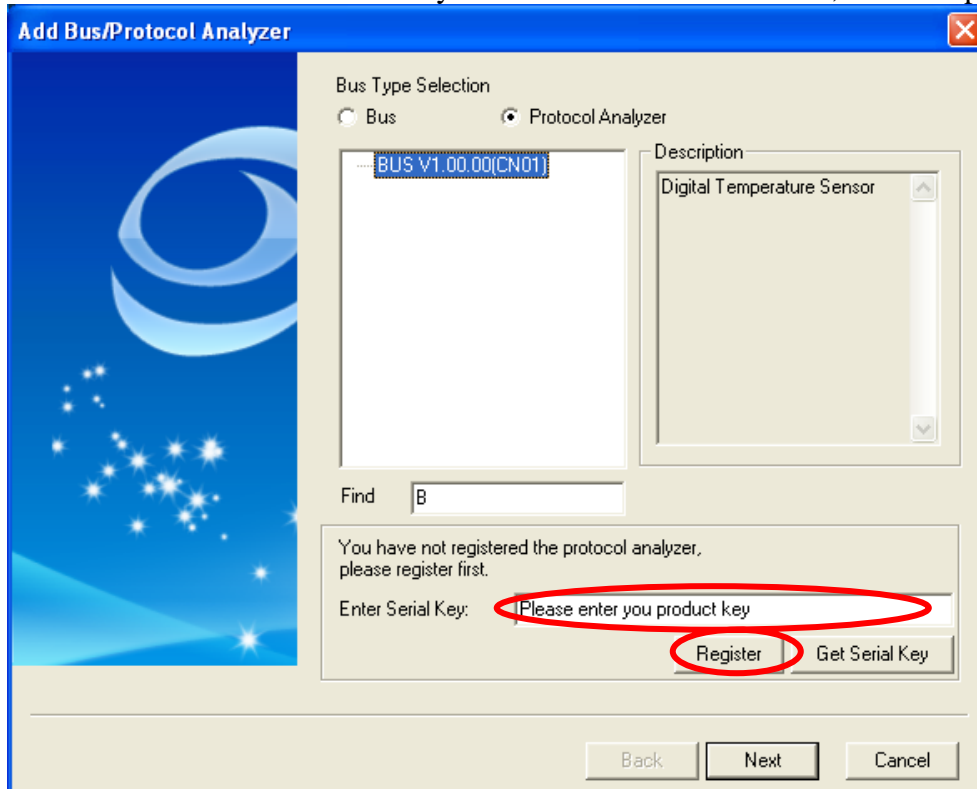 Add Bus/Protocol Analyzer
Bus Type Selection
Bus Protocol Analyzer
BUS V1.00.00(CN01)
Description
Digital Temperature Sensor
Find B
You have not registered the protocol analyzer,
please register first.
Enter Serial Key: Please enter you product key
Register Get Serial Key
Back Next Cancel